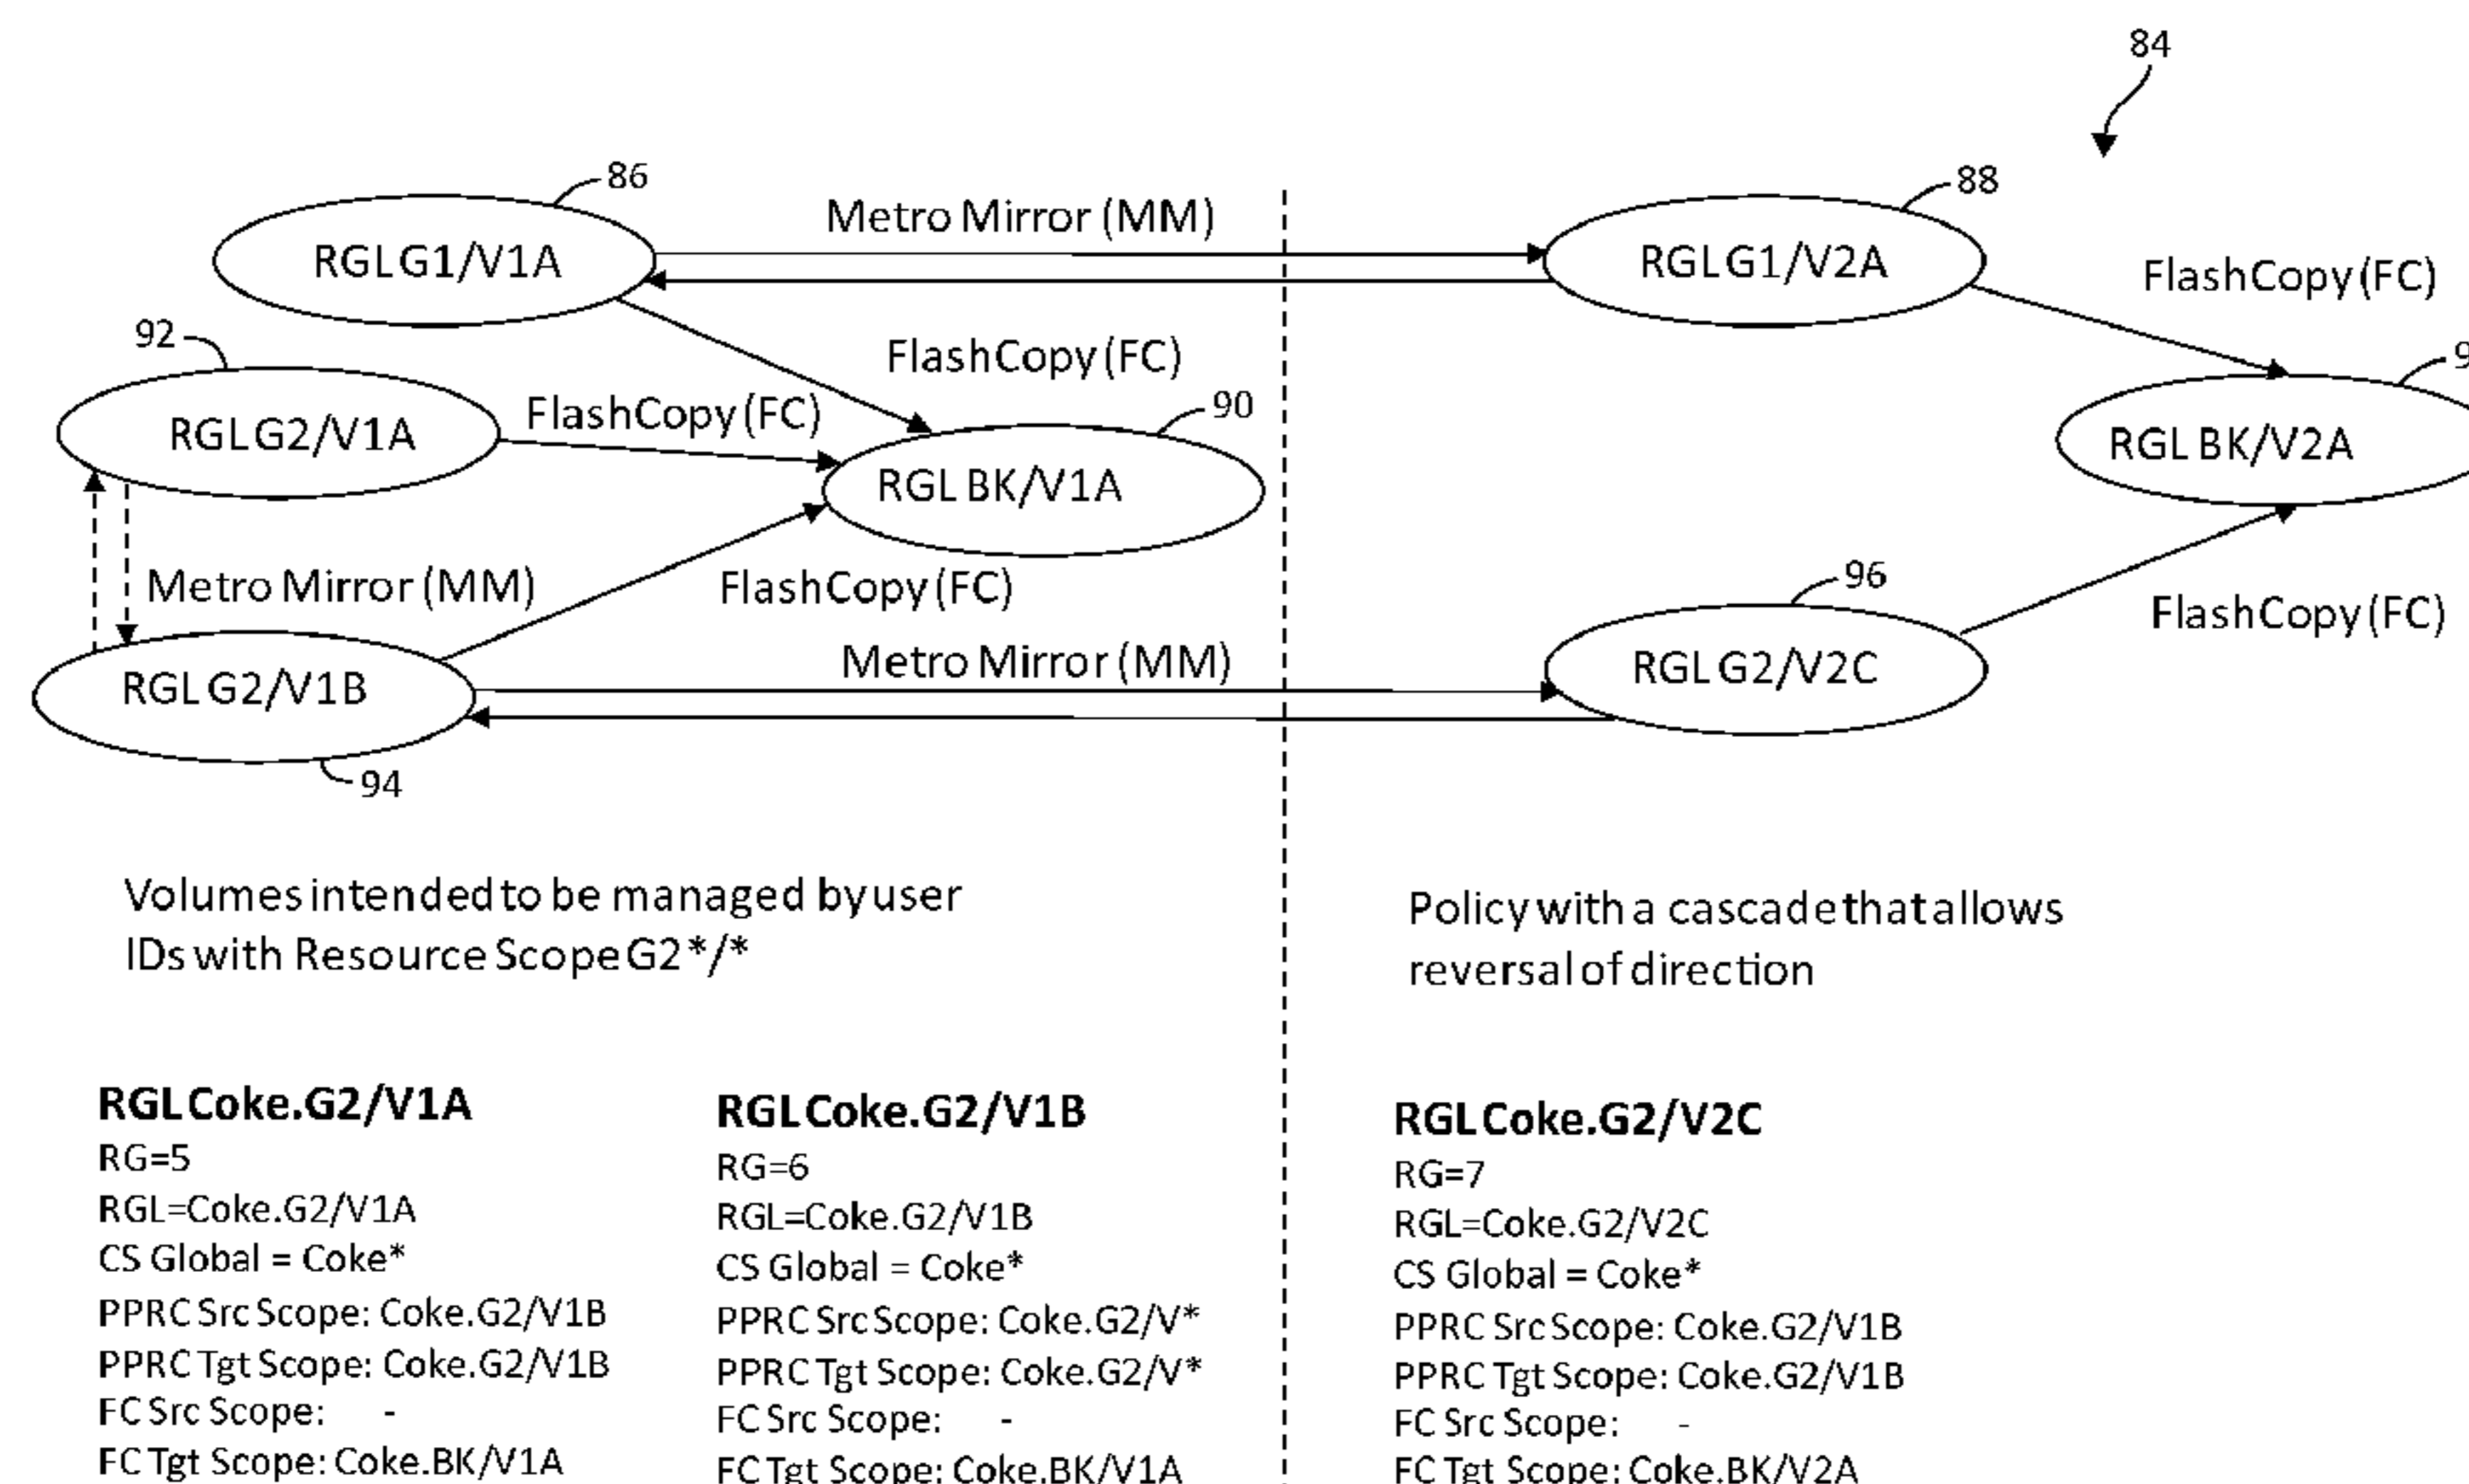 84
86
88
Metro Mirror (MM)
RGL G1/V1A
RGL G1/V2A
FlashCopy (FC)
92
FlashCopy (FC)
FlashCopy (FC)
90
RGL G2/V1A
RGL BK/V1A
RGL BK/V2A
Metro Mirror (MM)
FlashCopy (FC)
96
FlashCopy (FC)
Metro Mirror (MM)
RGL G2/V1B
RGL G2/V2C
94
Volumes intended to be managed by user
IDs with Resource Scope G2*/*
Policy with a cascade that allows
reversal of direction
RGL Coke.G2/V1A
RG=5
RGL=Coke.G2/V1A
CS Global = Coke*
PPRC Src Scope: Coke.G2/V1B
PPRC Tgt Scope: Coke.G2/V1B
FC Src Scope: -
FC Tgt Scope: Coke.BK/V1A
RGL Coke.G2/V1B
RG=6
RGL=Coke.G2/V1B
CS Global = Coke*
PPRC Src Scope: Coke.G2/V*
PPRC Tgt Scope: Coke.G2/V*
FC Src Scope: -
FC Tgt Scope: Coke.BK/V1A
RGL Coke.G2/V2C
RG=7
RGL=Coke.G2/V2C
CS Global = Coke*
PPRC Src Scope: Coke.G2/V1B
PPRC Tgt Scope: Coke.G2/V1B
FC Src Scope: -
FC Tgt Scope: Coke.BK/V2A